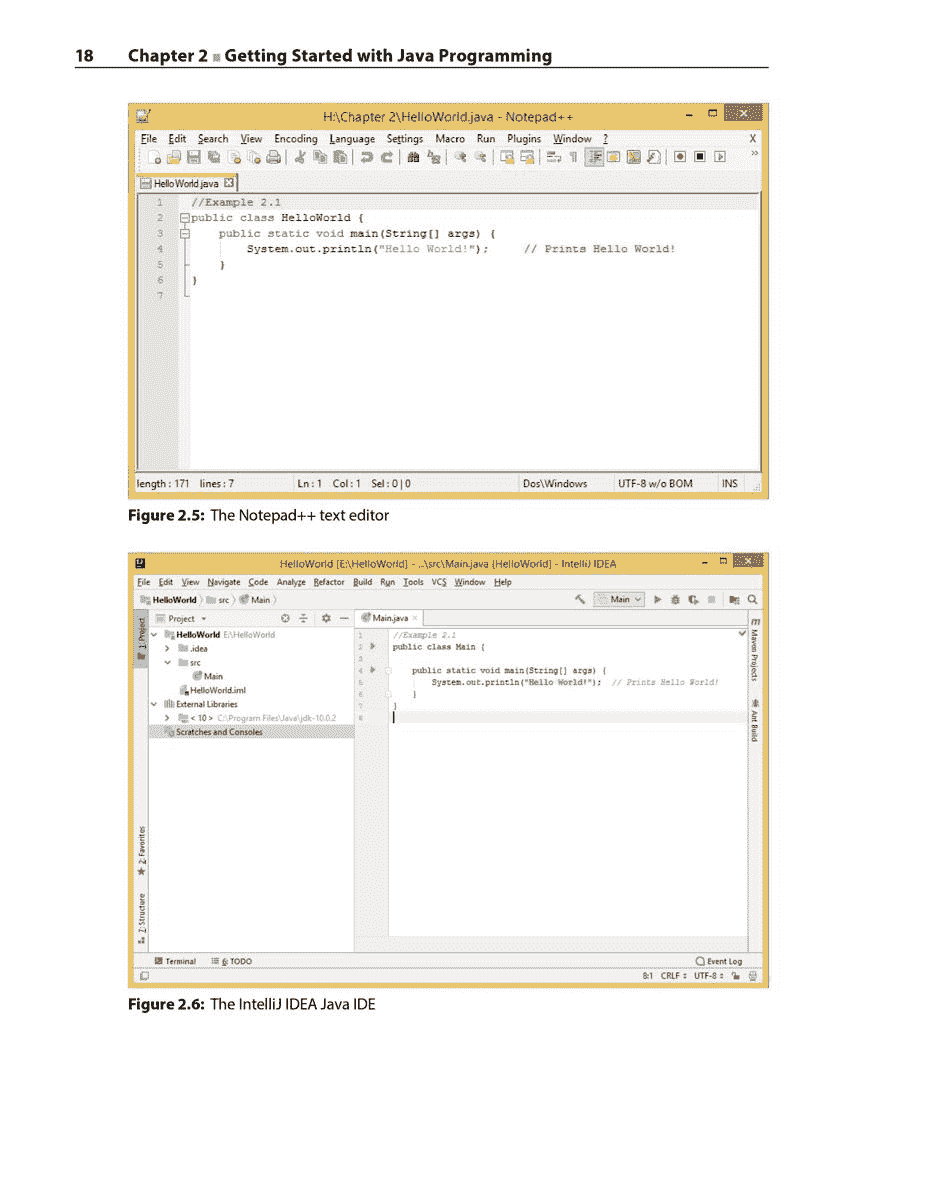 18 Chapter 2 ■ Getting Started with Java Programming
H:\Chapter 2\HelloWorld.java - Notepad++
File Edit Search View Encoding Language Settings Macro Run Plugins Window ? X
HelloWorld.java
1 //Example 2.1
2 public class HelloWorld {
3 public static void main(String[] args) {
4 System.out.println("Hello World!"); // Prints Hello World!
5 }
6 }
7
length : 171 lines : 7 Ln : 1 Col : 1 Sel : 0 | 0 Dos\Windows UTF-8 w/o BOM INS
Figure 2.5: The Notepad++ text editor
HelloWorld [E:\HelloWorld] - ...\src\Main.java [HelloWorld] - IntelliJ IDEA
File Edit View Navigate Code Analyze Refactor Build Run Tools VCS Window Help
HelloWorld src Main Main
1: Project
Project
HelloWorld E:\HelloWorld
.idea
src
Main
HelloWorld.iml
External Libraries
< 10 > C:\Program Files\Java\jdk-10.0.2
Scratches and Consoles
2: Favorites
Z: Structure
Main.java
1 //Example 2.1
2 public class Main {
3
4 public static void main(String[] args) {
5 System.out.println("Hello World!"); // Prints Hello World!
6 }
7 }
8
m Maven Projects
Ant Build
Terminal 6: TODO Event Log
8:1 CRLF UTF-8
Figure 2.6: The IntelliJ IDEA Java IDE